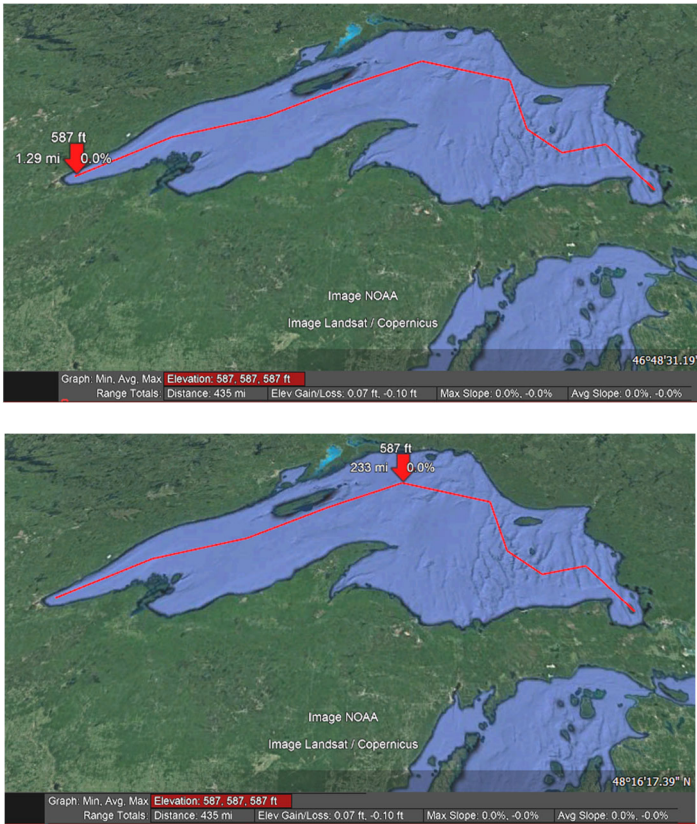 587 ft
1.29 mi 0.0%
Image NOAA
Image Landsat / Copernicus
46°48'31.19"
Graph: Min, Avg, Max Elevation: 587, 587, 587 ft
Range Totals: Distance: 435 mi Elev Gain/Loss: 0.07 ft, -0.10 ft Max Slope: 0.0%, -0.0% Avg Slope: 0.0%, -0.0%
587 ft
233 mi 0.0%
Image NOAA
Image Landsat / Copernicus
48°16'17.39" N
Graph: Min, Avg, Max Elevation: 587, 587, 587 ft
Range Totals: Distance: 435 mi Elev Gain/Loss: 0.07 ft, -0.10 ft Max Slope: 0.0%, -0.0% Avg Slope: 0.0%, -0.0%